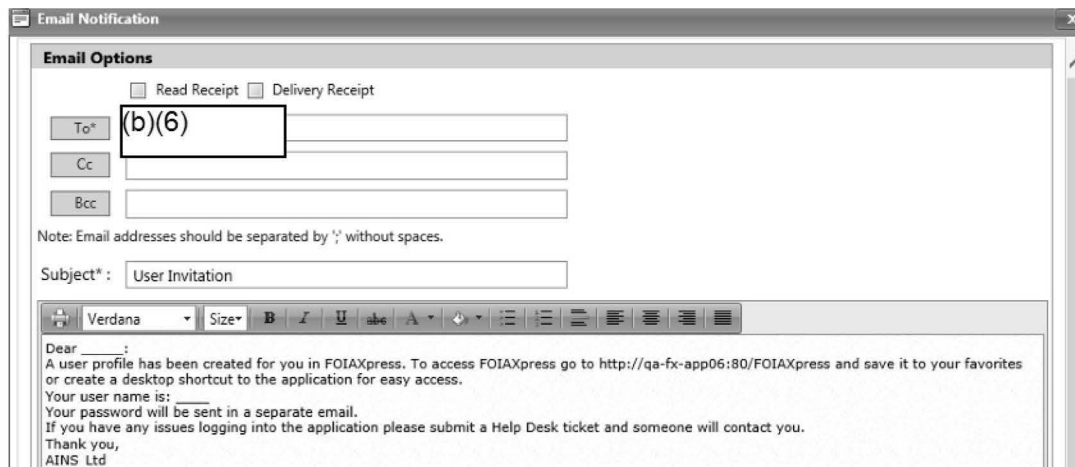 Email Notification
Email Options
Read Receipt Delivery Receipt
To* (b)(6)
Cc
Bcc
Note: Email addresses should be separated by ';' without spaces.
Subject* : User Invitation
Verdana Size B I U abc A
Dear _____:
A user profile has been created for you in FOIAXpress. To access FOIAXpress go to http://qa-fx-app06:80/FOIAXpress and save it to your favorites
or create a desktop shortcut to the application for easy access.
Your user name is: ____
Your password will be sent in a separate email.
If you have any issues logging into the application please submit a Help Desk ticket and someone will contact you.
Thank you,
AINS Ltd